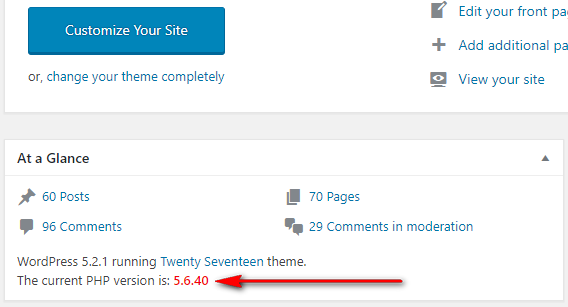 Customize Your Site
or, change your theme completely
Edit your front pa
Add additional pa
View your site
At a Glance
60 Posts
70 Pages
96 Comments
29 Comments in moderation
WordPress 5.2.1 running Twenty Seventeen theme.
The current PHP version is: 5.6.40